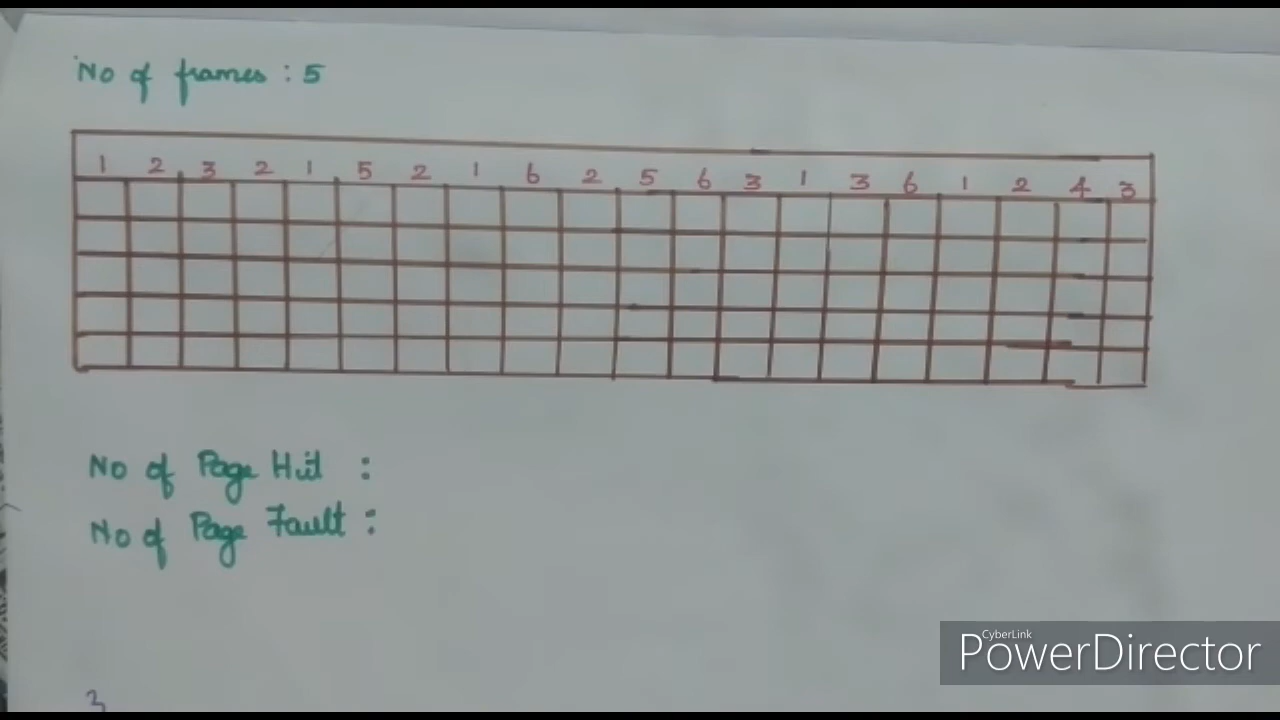 No of frames : 5
1 2 3 2 1 5 2 1 6 2 5 6 3 1 3 6 1 2 4 3
No of Page Hit :
No of Page Fault :
3
CyberLink
PowerDirector